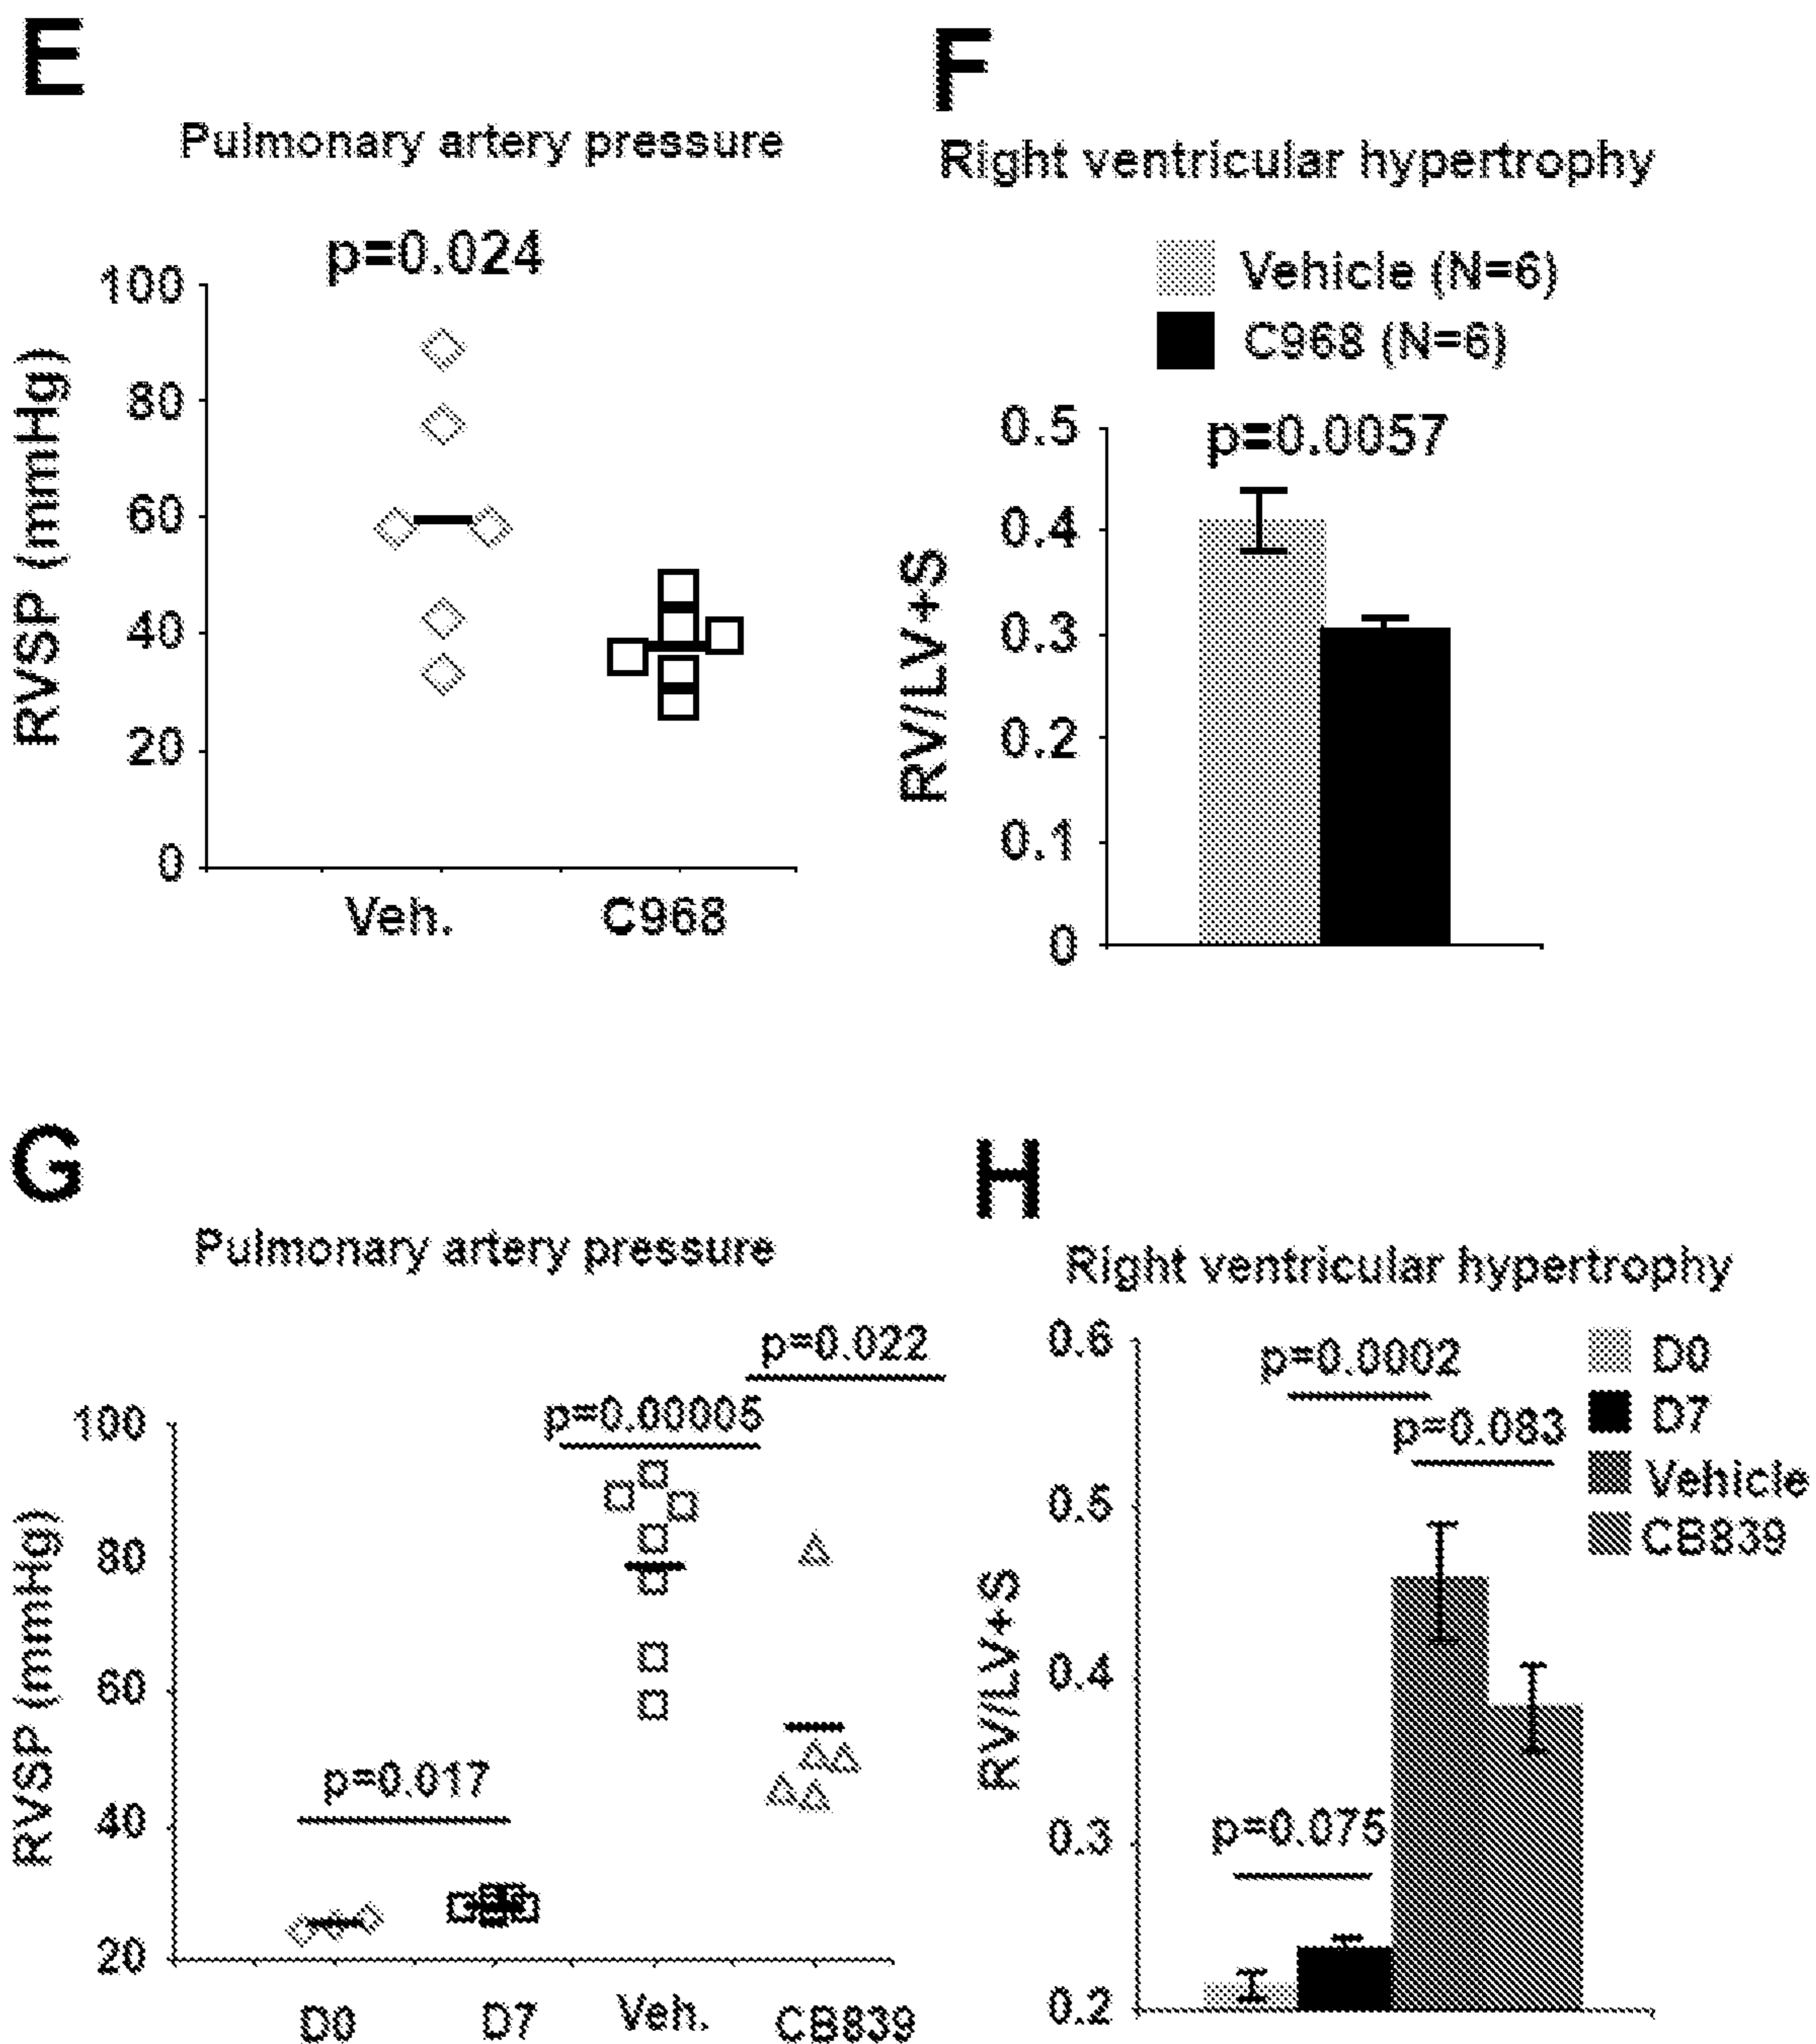 E
Pulmonary artery pressure
p=0.024
RVSP (mmHg)
100
80
60
40
20
0
Veh.
C968
F
Right ventricular hypertrophy
Vehicle (N=6)
C968 (N=6)
p=0.0057
RV/LV+S
0.5
0.4
0.3
0.2
0.1
0
G
Pulmonary artery pressure
p=0.022
p=0.00005
p=0.017
RVSP (mmHg)
100
80
60
40
20
D0
D7
Veh.
CB839
H
Right ventricular hypertrophy
p=0.0002
p=0.083
p=0.075
D0
D7
Vehicle
CB839
RV/LV+S
0.6
0.5
0.4
0.3
0.2